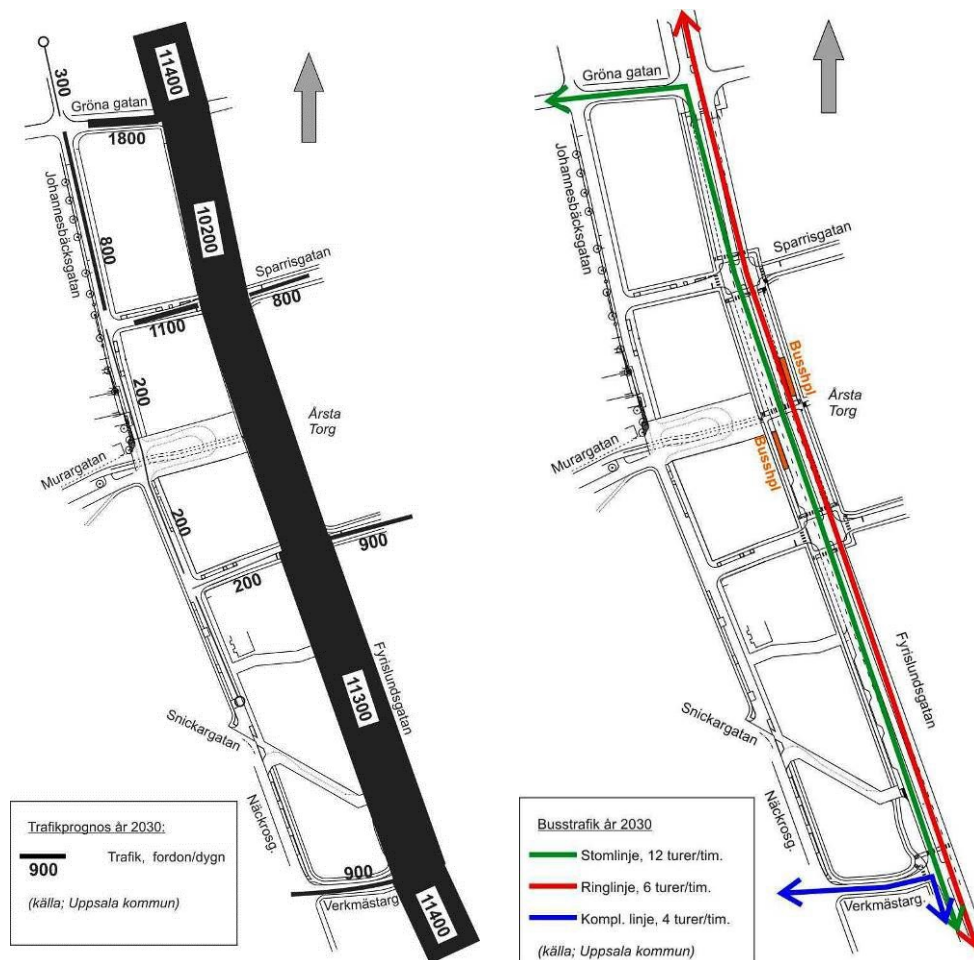 11400
300
Gröna gatan
1800
Johannesbäcksgatan
800
10200
Sparrisgatan
800
1100
200
Årsta
Torg
Murargatan
200
900
200
Fyrislundsgatan
11300
Snickargatan
Näckrosg.
900
Verkmästarg.
11400
Trafikprognos år 2030:
Trafik, fordon/dygn
900
(källa; Uppsala kommun)
Gröna gatan
Johannesbäcksgatan
Sparrisgatan
Busshpl
Årsta
Torg
Busshpl
Murargatan
Fyrislundsgatan
Snickargatan
Näckrosg.
Verkmästarg.
Busstrafik år 2030
Stomlinje, 12 turer/tim.
Ringlinje, 6 turer/tim.
Kompl. linje, 4 turer/tim.
(källa; Uppsala kommun)